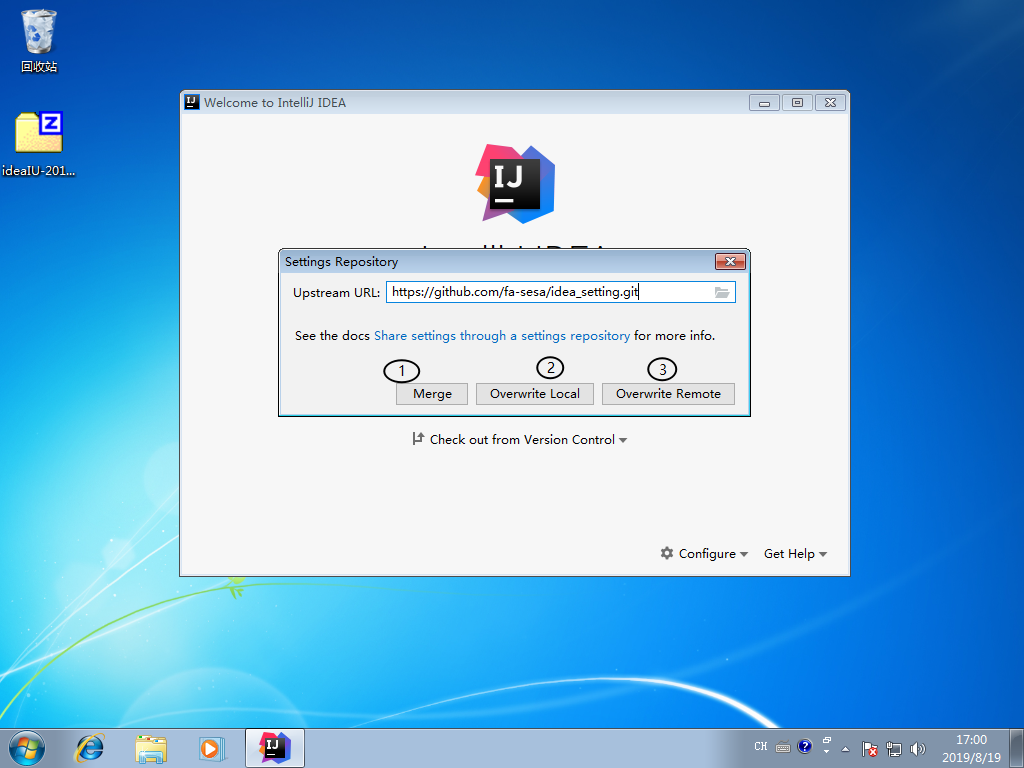 回收站
ideaIU-201...
Welcome to IntelliJ IDEA
IJ
Settings Repository
Upstream URL: https://github.com/fa-sesa/idea_setting.git
See the docs Share settings through a settings repository for more info.
1 2 3
Merge Overwrite Local Overwrite Remote
Check out from Version Control
Configure Get Help
CH
17:00
2019/8/19